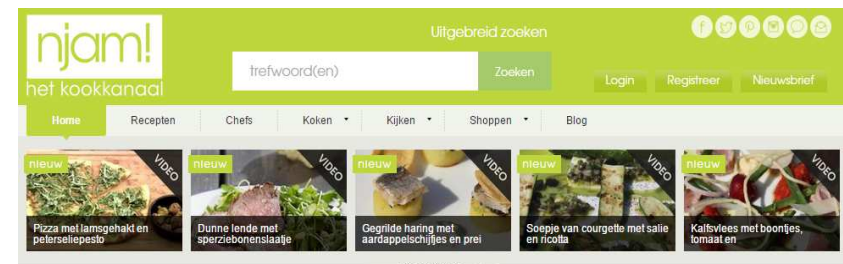 njam!
het kookkanaal
Uitgebreid zoeken
trefwoord(en)
Zoeken
Login
Registreer
Nieuwsbrief
Home
Recepten
Chefs
Koken
Kijken
Shoppen
Blog
nieuw
VIDEO
Pizza met lamsgehakt en
peterseliepesto
nieuw
VIDEO
Dunne lende met
sperziebonenslaatje
nieuw
VIDEO
Gegrilde haring met
aardappelschijfjes en prei
nieuw
VIDEO
Soepje van courgette met salie
en ricotta
nieuw
VIDEO
Kalfsvlees met boontjes,
tomaat en